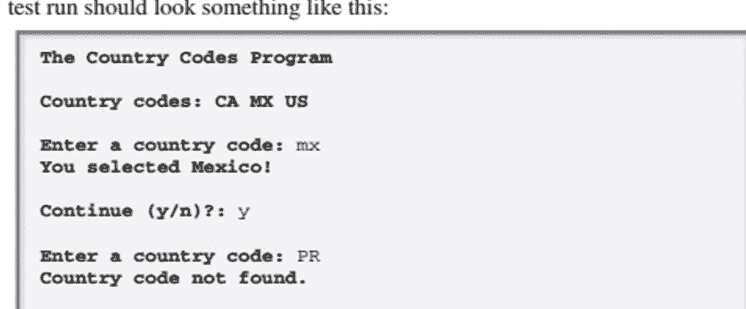 test run should look something like this:
The Country Codes Program
Country codes: CA MX US
Enter a country code: mx
You selected Mexico!
Continue (y/n)?: y
Enter a country code: PR
Country code not found.